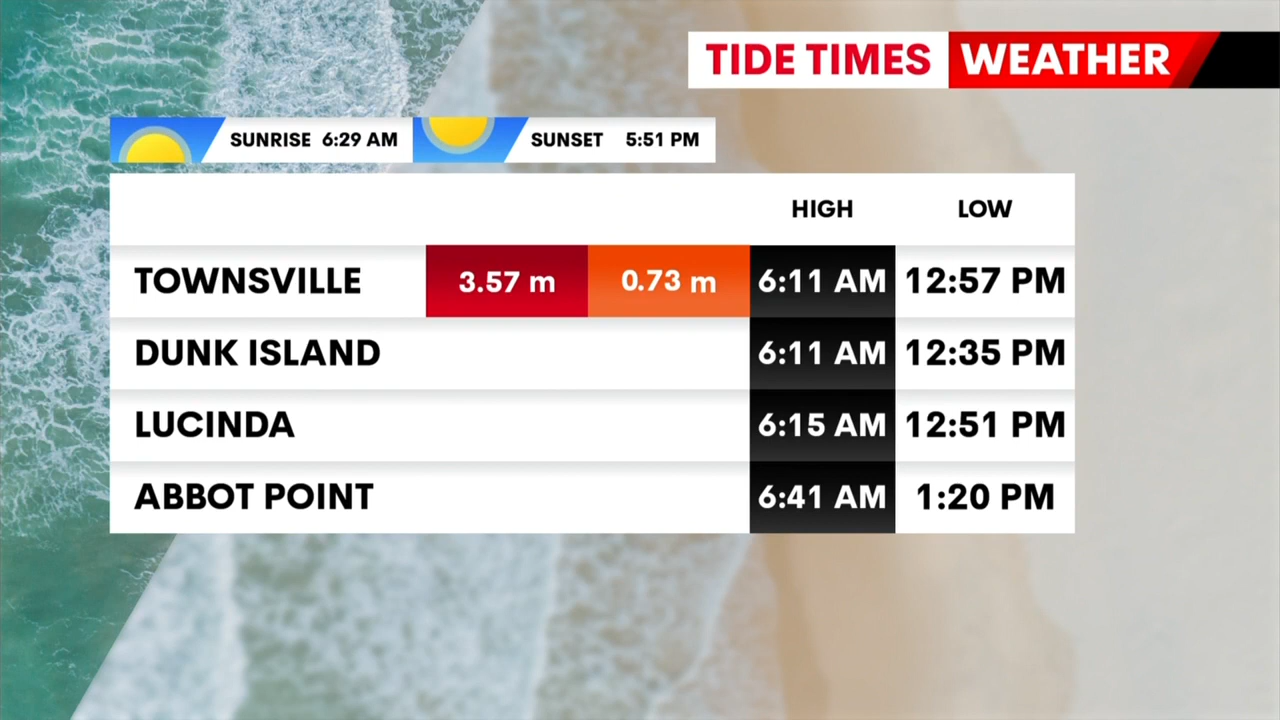 TIDE TIMES WEATHER
SUNRISE 6:29 AM SUNSET 5:51 PM
HIGH LOW
TOWNSVILLE 3.57 m 0.73 m 6:11 AM 12:57 PM
DUNK ISLAND 6:11 AM 12:35 PM
LUCINDA 6:15 AM 12:51 PM
ABBOT POINT 6:41 AM 1:20 PM